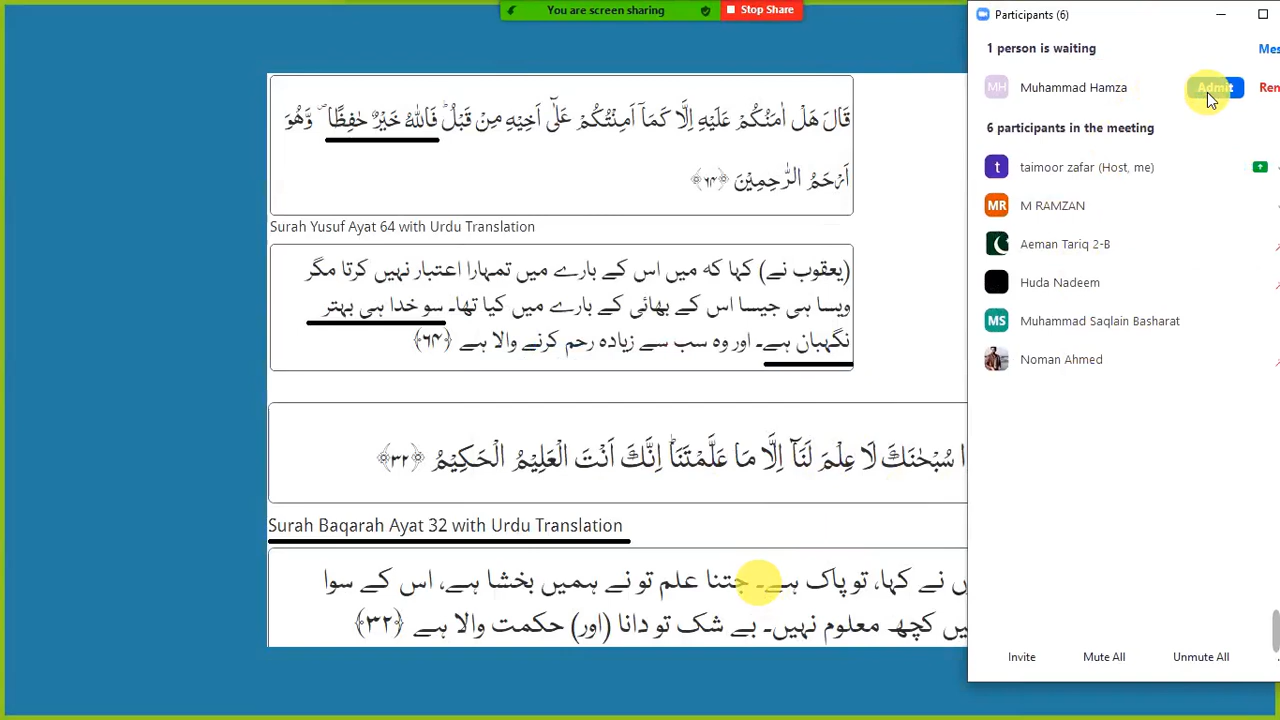 You are screen sharing
Stop Share
قَالَ هَلْ اٰمَنُكُمْ عَلَيْهِ اِلَّا كَمَاۤ اَمِنْتُكُمْ عَلٰۤى اَخِيْهِ مِنْ قَبْلُ ؕ فَاللّٰهُ خَيْرٌ حٰفِظًا ۪ وَّهُوَ
اَرْحَمُ الرّٰحِمِيْنَ ﴿۶۴﴾
Surah Yusuf Ayat 64 with Urdu Translation
(یعقوب نے) کہا کہ میں اس کے بارے میں تمہارا اعتبار نہیں کرتا مگر
ویسا ہی جیسا اس کے بھائی کے بارے میں کیا تھا۔ سو خدا ہی بہتر
نگہبان ہے۔ اور وہ سب سے زیادہ رحم کرنے والا ہے ﴿۶۴﴾
سُبْحٰنَكَ لَا عِلْمَ لَنَاۤ اِلَّا مَا عَلَّمْتَنَا ؕ اِنَّكَ اَنْتَ الْعَلِيْمُ الْحَكِيْمُ ﴿۳۲﴾
Surah Baqarah Ayat 32 with Urdu Translation
نے کہا، تو پاک ہے۔ جتنا علم تو نے ہمیں بخشا ہے، اس کے سوا
کچھ معلوم نہیں۔ بے شک تو دانا (اور) حکمت والا ہے ﴿۳۲﴾
Participants (6)
1 person is waiting
MH Muhammad Hamza Admit
6 participants in the meeting
t taimoor zafar (Host, me)
MR M RAMZAN
Aeman Tariq 2-B
Huda Nadeem
MS Muhammad Saqlain Basharat
Noman Ahmed
Invite Mute All Unmute All